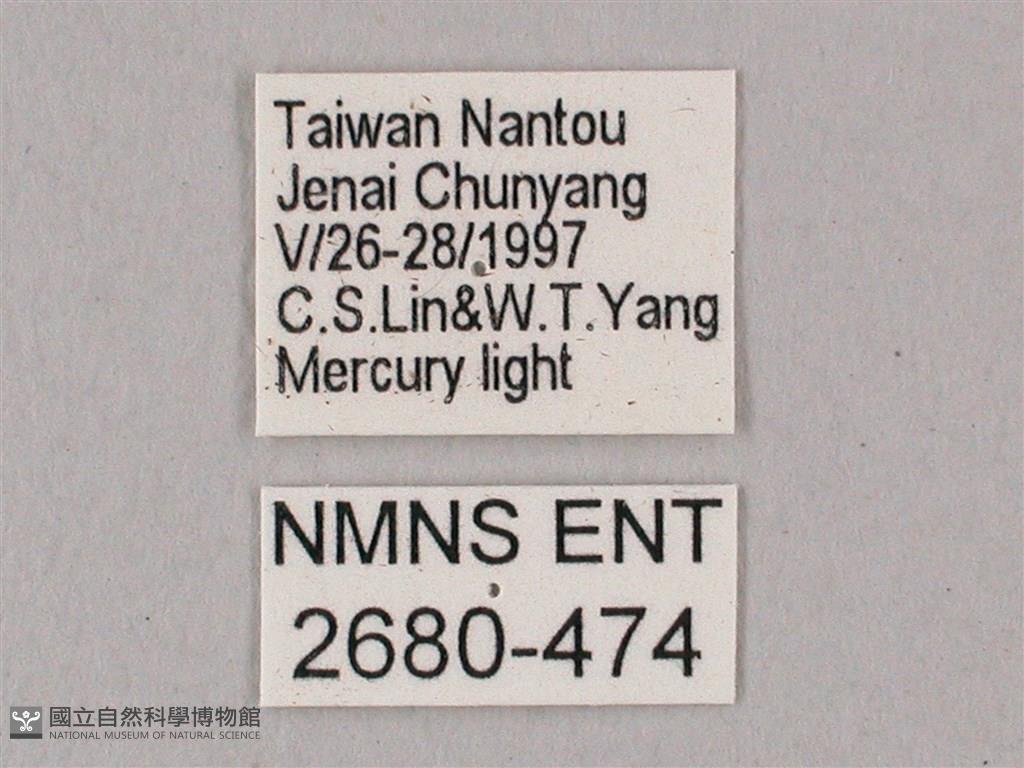 Taiwan Nantou
Jenai Chunyang
V/26-28/1997
C.S.Lin&W.T.Yang
Mercury light
NMNS ENT
2680-474
國立自然科學博物館
NATIONAL MUSEUM OF NATURAL SCIENCE